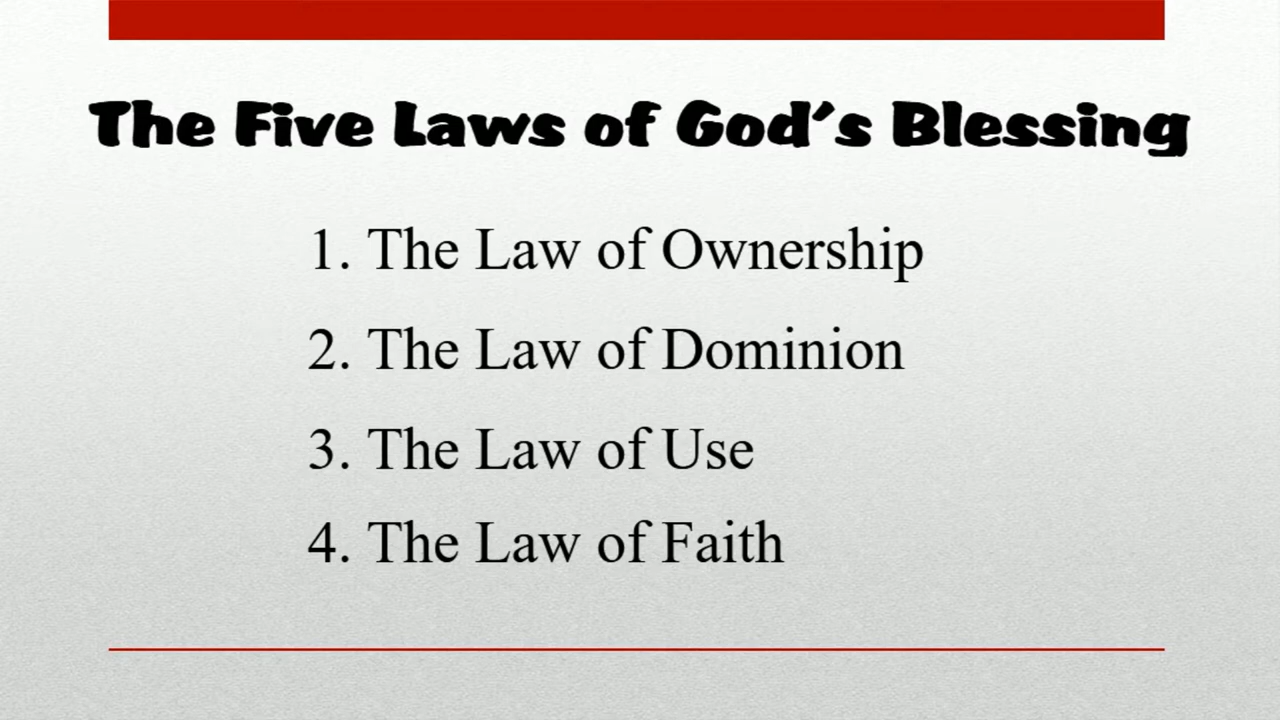 The Five Laws of God's Blessing
1. The Law of Ownership
2. The Law of Dominion
3. The Law of Use
4. The Law of Faith